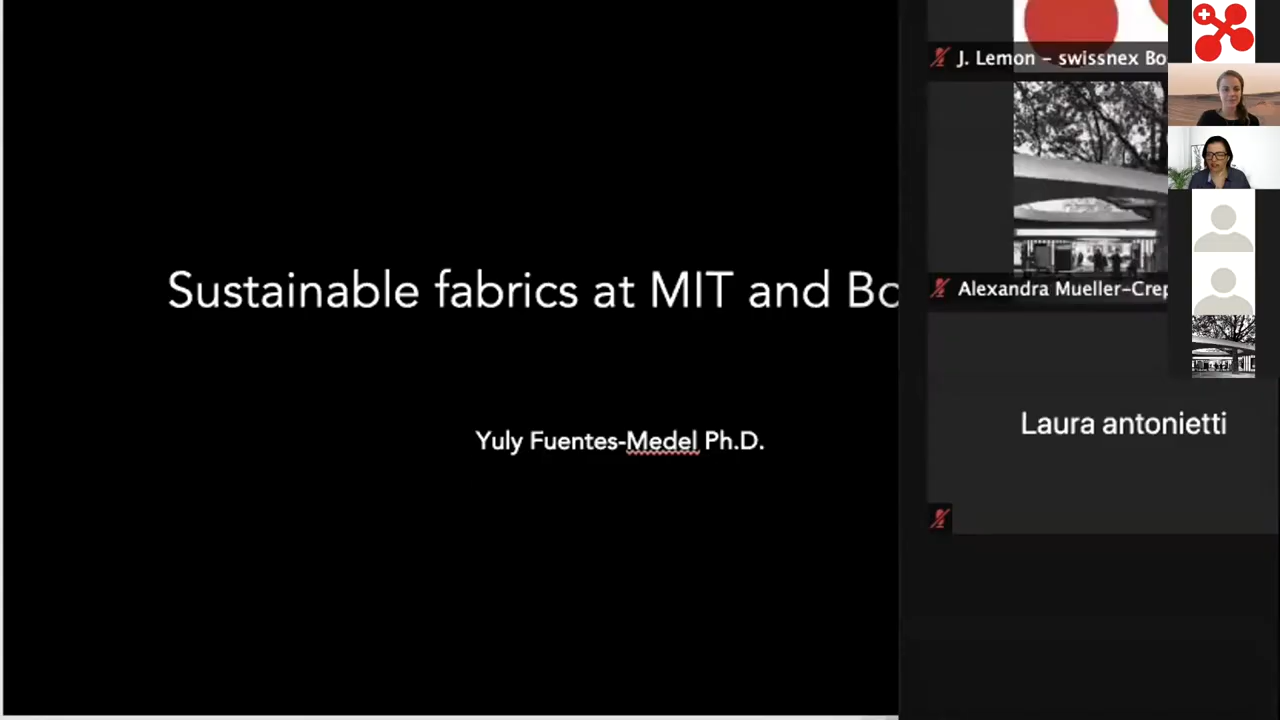 Sustainable fabrics at MIT and Bo
Yuly Fuentes-Medel Ph.D.
J. Lemon – swissnex Bo
Alexandra Mueller-Crep
Laura antonietti